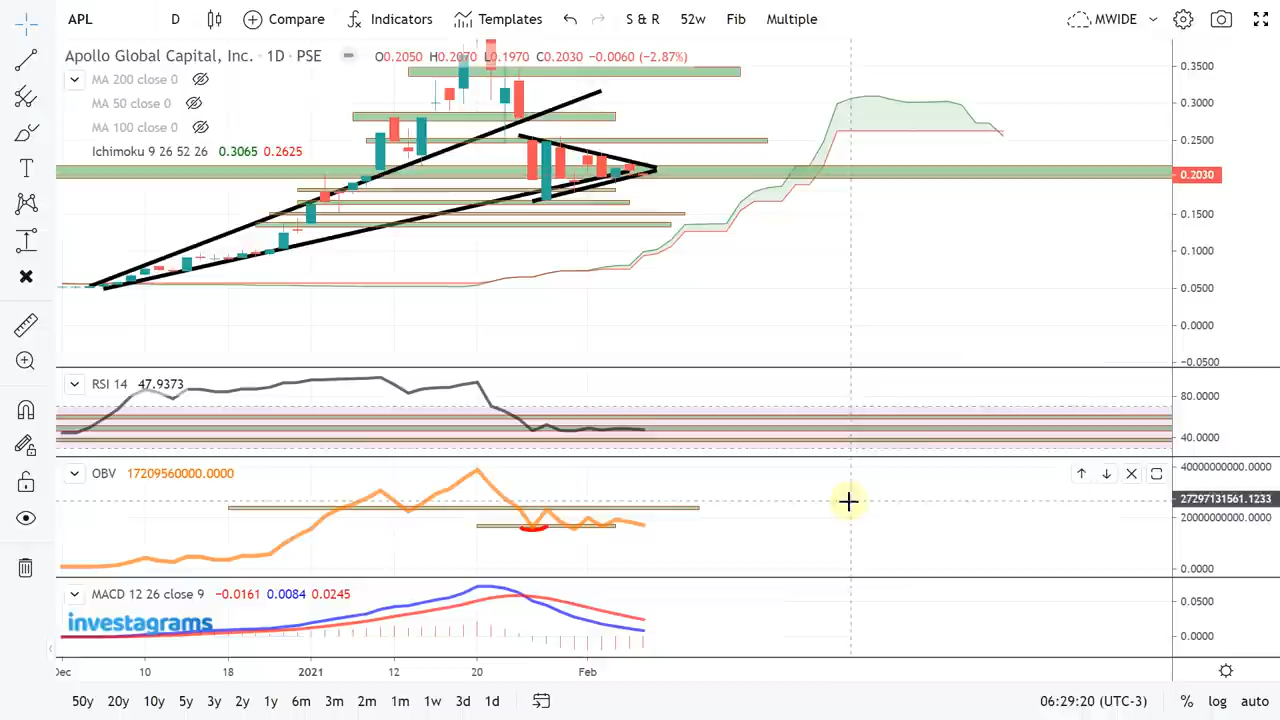 APL D Compare Indicators Templates S & R 52w Fib Multiple MWIDE
Apollo Global Capital, Inc. · 1D · PSE O0.2050 H0.2070 L0.1970 C0.2030 −0.0060 (−2.87%)
MA 200 close 0
MA 50 close 0
MA 100 close 0
Ichimoku 9 26 52 26 0.3065 0.2625
0.3500
0.3000
0.2500
0.2030
0.1500
0.1000
0.0500
0.0000
−0.0500
RSI 14 47.9373
80.0000
40.0000
OBV 17209560000.0000
40000000000.0000
27297131561.1233
20000000000.0000
0.0000
MACD 12 26 close 9 −0.0161 0.0084 0.0245
0.0500
0.0000
investagrams
Dec 10 18 2021 12 20 Feb
50y 20y 10y 5y 3y 2y 1y 6m 3m 2m 1m 1w 3d 1d 06:29:20 (UTC-3) % log auto